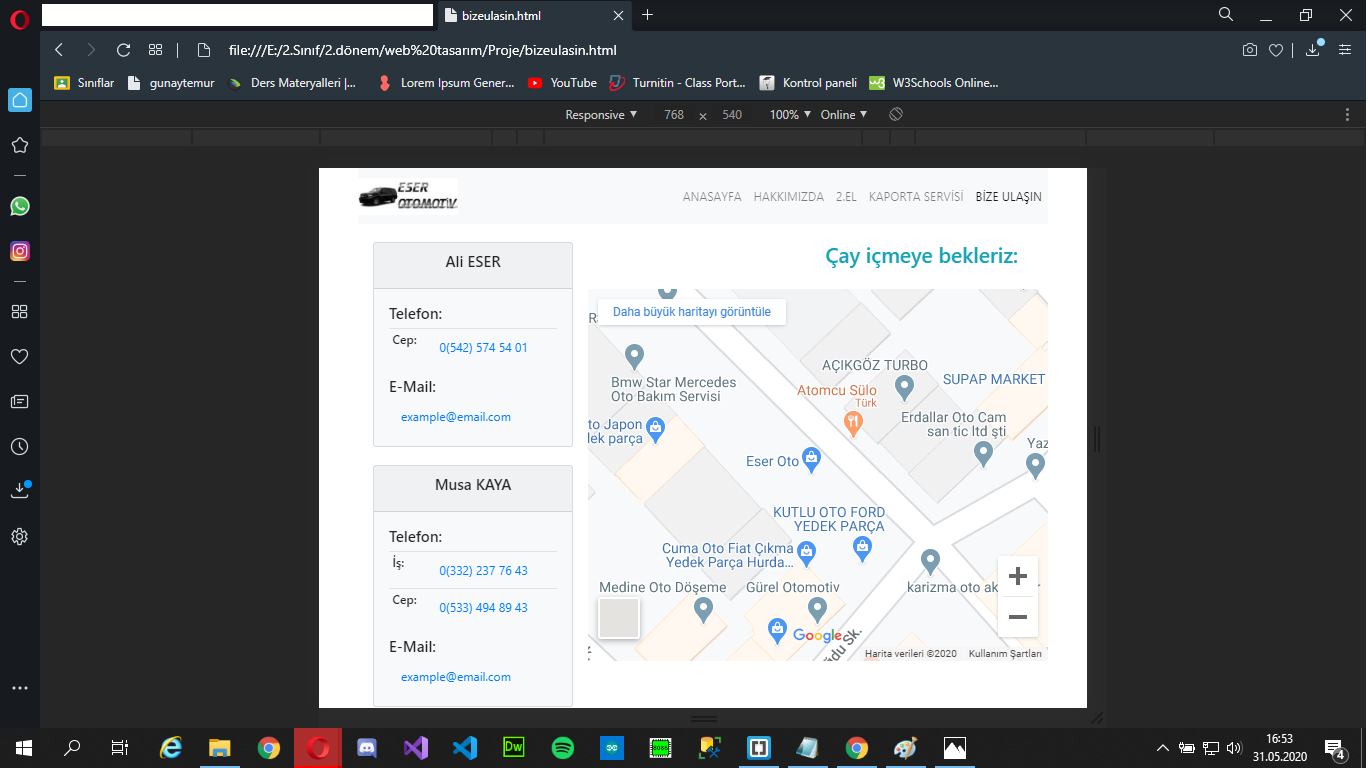 bizeulasin.html
file:///E:/2.Sınıf/2.dönem/web%20tasarım/Proje/bizeulasin.html
Sınıflar gunaytemur Ders Materyalleri |... Lorem Ipsum Gener... YouTube Turnitin - Class Port... Kontrol paneli W3Schools Online...
Responsive 768 x 540 100% Online
ESER
OTOMOTİV
ANASAYFA HAKKIMIZDA 2.EL KAPORTA SERVİSİ BİZE ULAŞIN
Ali ESER
Telefon:
Cep: 0(542) 574 54 01
E-Mail:
example@email.com
Musa KAYA
Telefon:
İş: 0(332) 237 76 43
Cep: 0(533) 494 89 43
E-Mail:
example@email.com
Çay içmeye bekleriz:
Daha büyük haritayı görüntüle
AÇIKGÖZ TURBO
SUPAP MARKET
Bmw Star Mercedes
Oto Bakım Servisi
Atomcu Sülo
Türk
Erdallar Oto Cam
san tic ltd şti
to Japon
dek parça
Yaz
Eser Oto
KUTLU OTO FORD
YEDEK PARÇA
Cuma Oto Fiat Çıkma
Yedek Parça Hurda...
Medine Oto Döşeme
Gürel Otomotiv
karizma oto ak
Google
Sk.
Harita verileri ©2020 Kullanım Şartları
Dw
16:53
31.05.2020
4